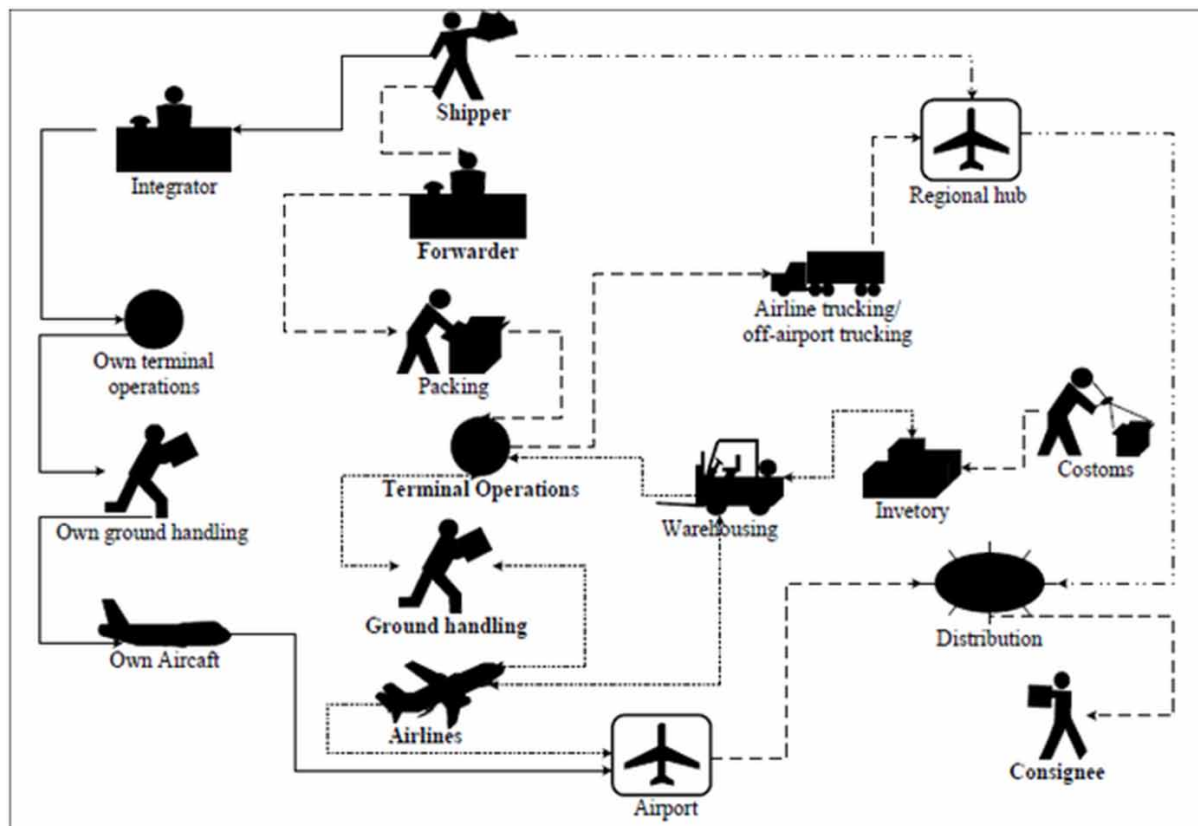 Shipper
Integrator
Regional hub
Forwarder
Airline trucking/
off-airport trucking
Own terminal
operations
Packing
Costoms
Terminal Operations
Invetory
Warehousing
Own ground handling
Ground handling
Distribution
Own Aircaft
Airlines
Consignee
Airport